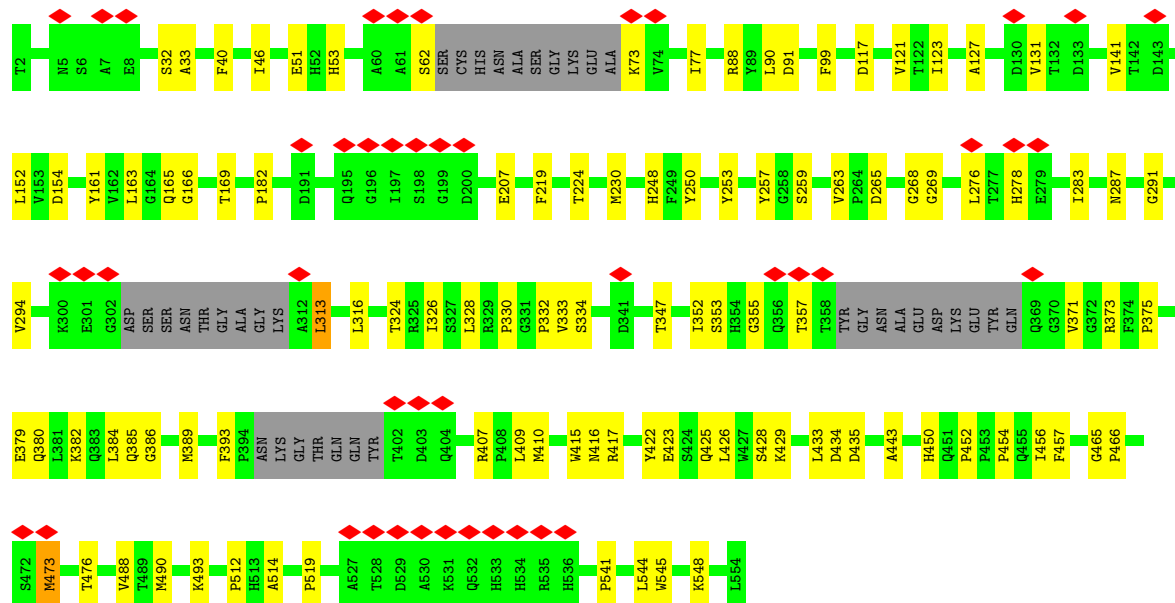 T2 N5 S6 A7 E8 S32 A33 F40 I46 E51 H52 H53 A60 A61 S62 SER CYS HIS ASN ALA SER GLY LYS GLU ALA K73 V74 I77 R88 Y89 L90 D91 F99 D117 V121 T122 I123 A127 D130 V131 T132 D133 V141 T142 D143
L152 V153 D154 Y161 V162 L163 G164 Q165 G166 T169 P182 D191 Q195 G196 I197 S198 G199 D200 E207 F219 T224 M230 H248 F249 Y250 Y253 Y257 G258 S259 V263 P264 D265 G268 G269 L276 T277 H278 E279 I283 N287 G291
V294 K300 E301 G302 ASP SER SER ASN THR GLY ALA GLY LYS A312 L313 L316 T324 R325 I326 S327 L328 R329 P330 G331 P332 V333 S334 D341 T347 I352 S353 H354 G355 Q356 T357 T358 TYR GLY ASN ALA GLU ASP LYS GLU TYR GLN Q369 G370 V371 G372 R373 F374 P375
E379 Q380 L381 K382 Q383 L384 Q385 G386 M389 F393 P394 ASN LYS GLY THR GLN GLN TYR T402 D403 Q404 R407 P408 L409 M410 W415 N416 R417 Y422 E423 S424 Q425 L426 W427 S428 K429 L433 D434 D435 A443 H450 Q451 P452 P453 P454 Q455 I456 F457 G465 P466
S472 M473 T476 V488 T489 M490 K493 P512 H513 A514 P519 A527 T528 D529 A530 K531 Q532 H533 H534 R535 H536 P541 L544 W545 K548 L554